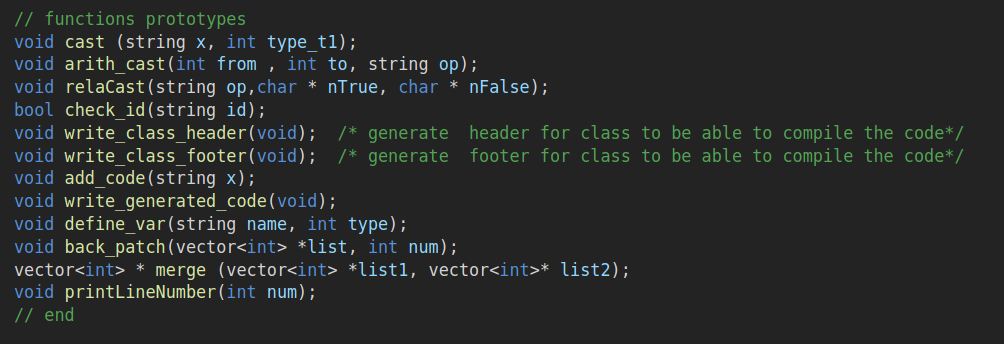 // functions prototypes
void cast (string x, int type_t1);
void arith_cast(int from , int to, string op);
void relaCast(string op,char * nTrue, char * nFalse);
bool check_id(string id);
void write_class_header(void);  /* generate  header for class to be able to compile the code*/
void write_class_footer(void);  /* generate  footer for class to be able to compile the code*/
void add_code(string x);
void write_generated_code(void);
void define_var(string name, int type);
void back_patch(vector<int> *list, int num);
vector<int> * merge (vector<int> *list1, vector<int>* list2);
void printLineNumber(int num);
// end